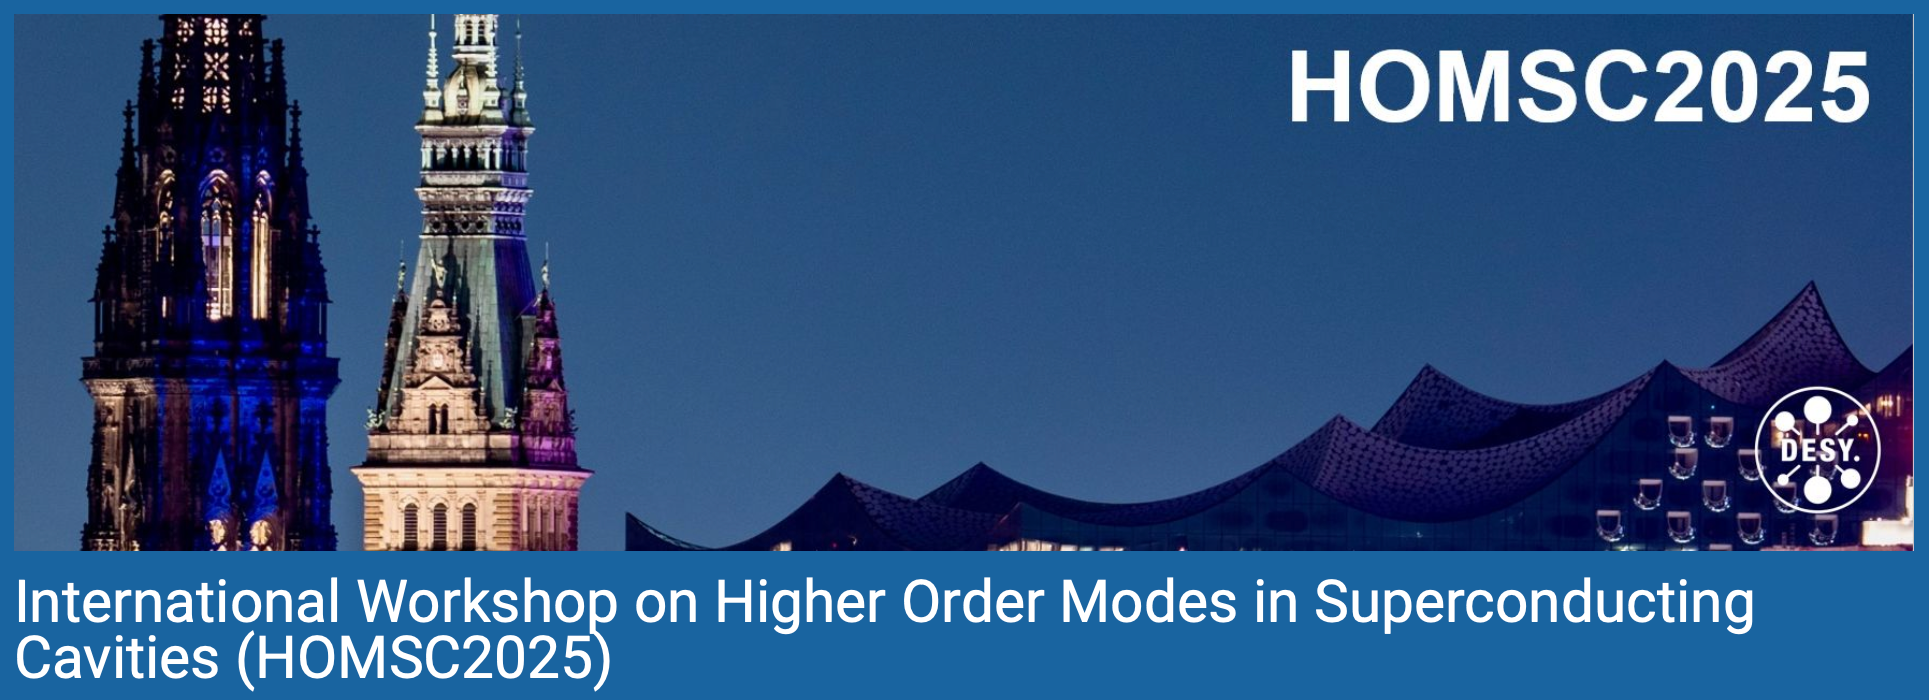 HOMSC2025
DESY.
International Workshop on Higher Order Modes in Superconducting
Cavities (HOMSC2025)